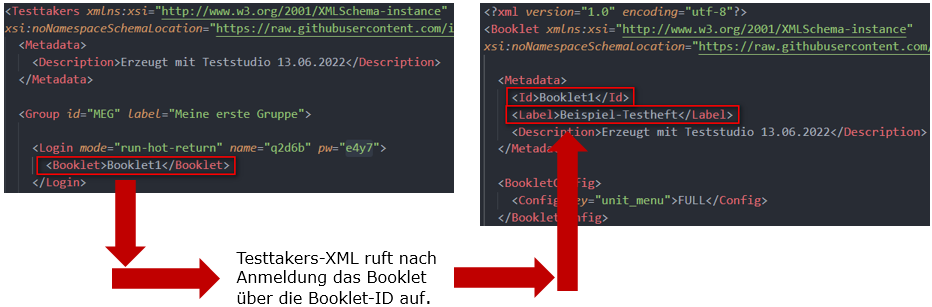 <Testtakers xmlns:xsi="http://www.w3.org/2001/XMLSchema-instance"
xsi:noNamespaceSchemaLocation="https://raw.githubusercontent.com/i
<Metadata>
<Description>Erzeugt mit Teststudio 13.06.2022</Description>
</Metadata>
<Group id="MEG" label="Meine erste Gruppe">
<Login mode="run-hot-return" name="q2d6b" pw="e4y7">
<Booklet>Booklet1</Booklet>
</Login>
<?xml version="1.0" encoding="utf-8"?>
<Booklet xmlns:xsi="http://www.w3.org/2001/XMLSchema-instance"
xsi:noNamespaceSchemaLocation="https://raw.githubusercontent.com/
<Metadata>
<Id>Booklet1</Id>
<Label>Beispiel-Testheft</Label>
<Description>Erzeugt mit Teststudio 13.06.2022</Description>
</Metada
<BookletConfig>
<Config key="unit_menu">FULL</Config>
</BookletConfig>
Testtakers-XML ruft nach
Anmeldung das Booklet
über die Booklet-ID auf.